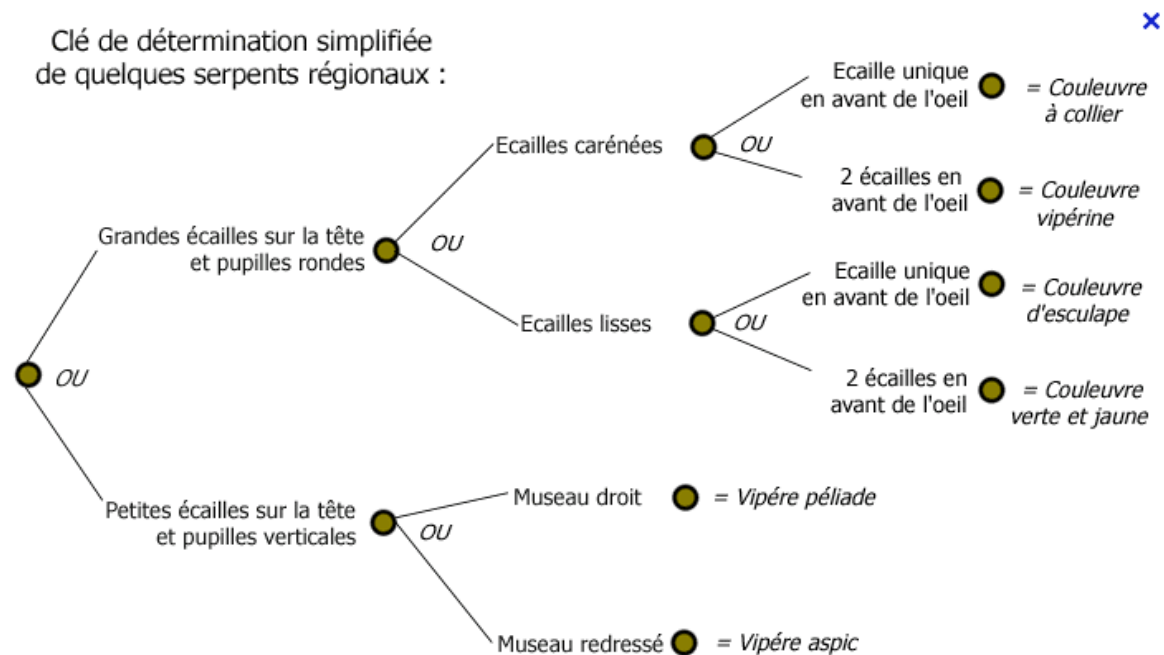 Clé de détermination simplifiée
de quelques serpents régionaux :
Ecaille unique
en avant de l'oeil
= Couleuvre
à collier
Ecailles carénées
OU
2 écailles en
avant de l'oeil
= Couleuvre
vipérine
Grandes écailles sur la tête
et pupilles rondes
OU
Ecaille unique
en avant de l'oeil
= Couleuvre
d'esculape
Ecailles lisses
OU
2 écailles en
avant de l'oeil
= Couleuvre
verte et jaune
OU
Petites écailles sur la tête
et pupilles verticales
OU
Museau droit
= Vipére péliade
Museau redressé
= Vipére aspic